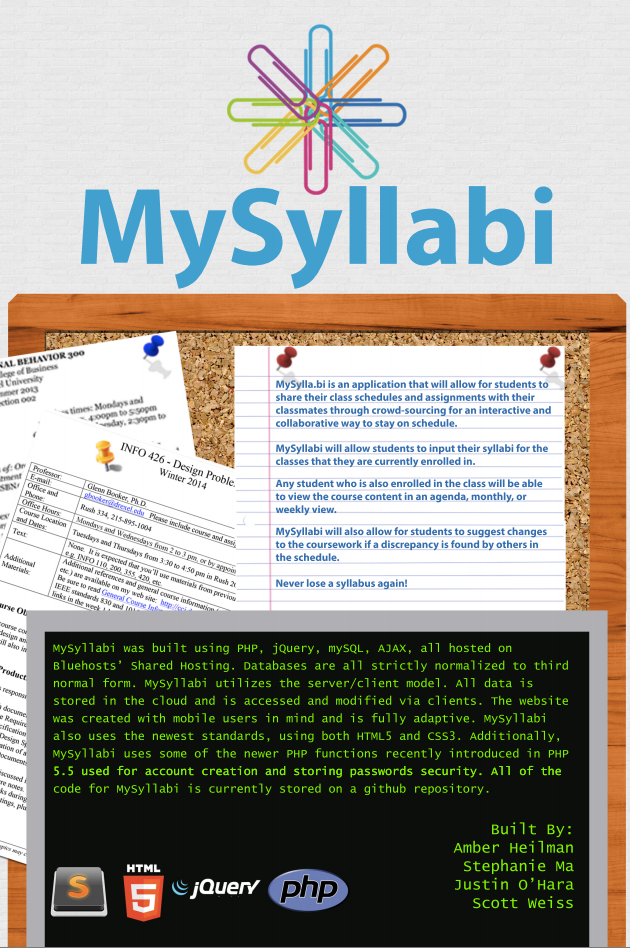 MySyllabi
NAL BEHAVIOR 300
lege of Business
l University
mmer 2013
ction 002
s times: Mondays and
4:00pm to 5:50pm
2:30pm to
INFO 426 - Design Proble
Winter 2014
Professor:
Glenn Booker, Ph.D.
E-mail:
gbooker@drexel.edu Please include course and
Office and
Phone:
Rush 334, 215-895-1004
Office Hours:
Mondays and Wednesdays from 2 to 3 pm, or by
Course Location
and Dates:
Tuesdays and Thursdays from 3:30 to 4:50 pm in Rush
Text:
None. It is expected that you'll use materials from
e.g. INFO 110, 200, 355, 420, etc.
Additional
Materials:
Additional references and general course information
etc.) are available on my web site:
Be sure to read General Course
IEEE standards 830 and
links in the week
MySylla.bi is an application that will allow for students to
share their class schedules and assignments with their
classmates through crowd-sourcing for an interactive and
collaborative way to stay on schedule.
MySyllabi will allow students to input their syllabi for the
classes that they are currently enrolled in.
Any student who is also enrolled in the class will be able
to view the course content in an agenda, monthly, or
weekly view.
MySyllabi will also allow for students to suggest changes
to the coursework if a discrepancy is found by others in
the schedule.
Never lose a syllabus again!
MySyllabi was built using PHP, jQuery, mySQL, AJAX, all hosted on
Bluehosts’ Shared Hosting. Databases are all strictly normalized to third
normal form. MySyllabi utilizes the server/client model. All data is
stored in the cloud and is accessed and modified via clients. The website
was created with mobile users in mind and is fully adaptive. MySyllabi
also uses the newest standards, using both HTML5 and CSS3. Additionally,
MySyllabi uses some of the newer PHP functions recently introduced in PHP
5.5 used for account creation and storing passwords security. All of the
code for MySyllabi is currently stored on a github repository.
Built By:
Amber Heilman
Stephanie Ma
Justin O’Hara
Scott Weiss
S
HTML
5
jQuery
php